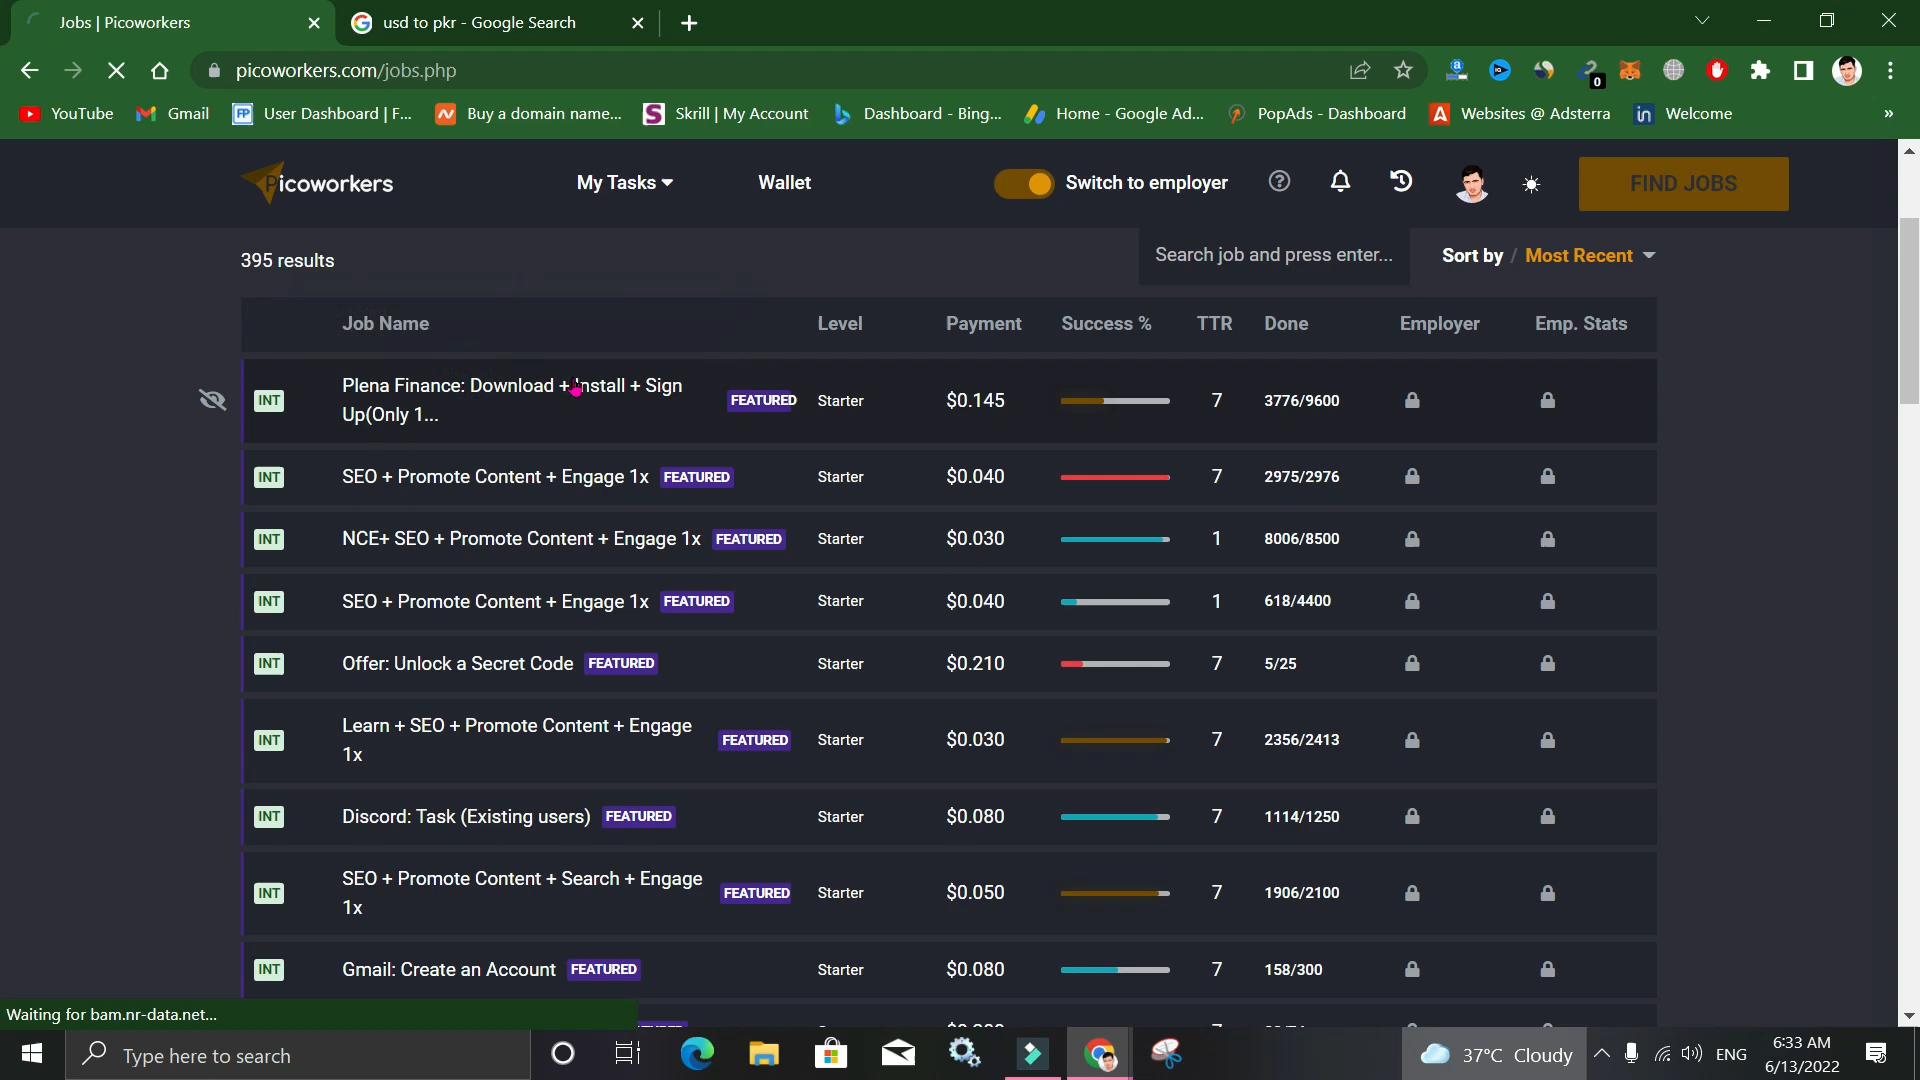 Jobs | Picoworkers
usd to pkr - Google Search
picoworkers.com/jobs.php
0
YouTube
Gmail
User Dashboard | F...
Buy a domain name...
Skrill | My Account
Dashboard - Bing...
Home - Google Ad...
PopAds - Dashboard
Websites @ Adsterra
Welcome
»
Picoworkers
My Tasks
Wallet
Switch to employer
FIND JOBS
395 results
Search job and press enter...
Sort by / Most Recent
Job Name Level Payment Success % TTR Done Employer Emp. Stats
INT Plena Finance: Download + Install + Sign
Up(Only 1... FEATURED Starter $0.145 7 3776/9600
INT SEO + Promote Content + Engage 1x FEATURED Starter $0.040 7 2975/2976
INT NCE+ SEO + Promote Content + Engage 1x FEATURED Starter $0.030 1 8006/8500
INT SEO + Promote Content + Engage 1x FEATURED Starter $0.040 1 618/4400
INT Offer: Unlock a Secret Code FEATURED Starter $0.210 7 5/25
INT Learn + SEO + Promote Content + Engage
1x FEATURED Starter $0.030 7 2356/2413
INT Discord: Task (Existing users) FEATURED Starter $0.080 7 1114/1250
INT SEO + Promote Content + Search + Engage
1x FEATURED Starter $0.050 7 1906/2100
INT Gmail: Create an Account FEATURED Starter $0.080 7 158/300
Waiting for bam.nr-data.net...
Type here to search
37°C Cloudy
ENG
6:33 AM
6/13/2022